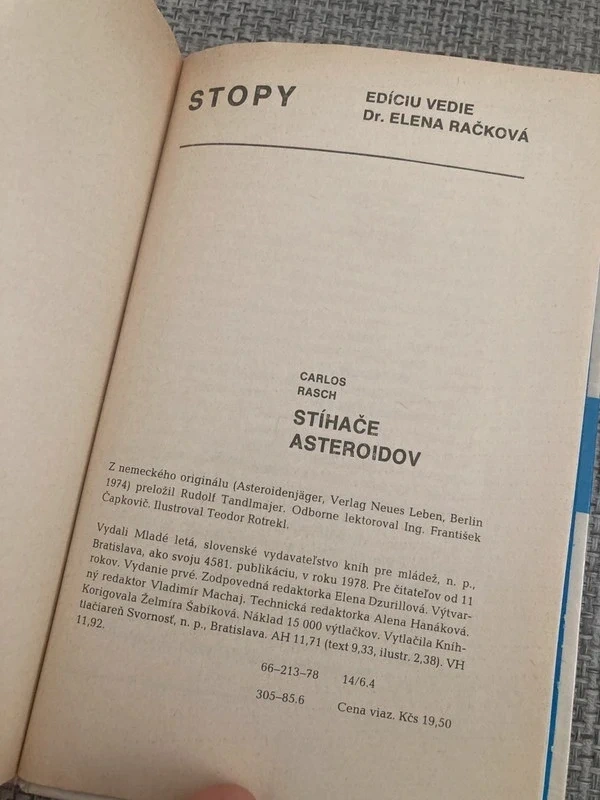 STOPY
EDÍCIU VEDIE
Dr. ELENA RAČKOVÁ
CARLOS
RASCH
STÍHAČE
ASTEROIDOV
Z nemeckého originálu (Asteroidenjäger, Verlag Neues Leben, Berlin
1974) preložil Rudolf Tandlmajer, Odborne lektoroval Ing. František
Čapkovič. Ilustroval Teodor Rotrekl.
Vydali Mladé letá, slovenské vydavateľstvo kníh pre mládež, n. p.,
Bratislava, ako svoju 4581. publikáciu, v roku 1978. Pre čitateľov od 11
rokov. Vydanie prvé. Zodpovedná redaktorka Elena Dzurillová. Výtvar-
ný redaktor Vladimír Machaj. Technická redaktorka Alena Hanáková.
Korigovala Želmíra Šabíková. Náklad 15 000 výtlačkov. Vytlačila Kníh-
tlačiareň Svornosť, n. p., Bratislava. AH 11,71 (text 9,33, ilustr. 2,38). VH
11,92.
66–213–78 14/6.4
305–85.6 Cena viaz. Kčs 19,50